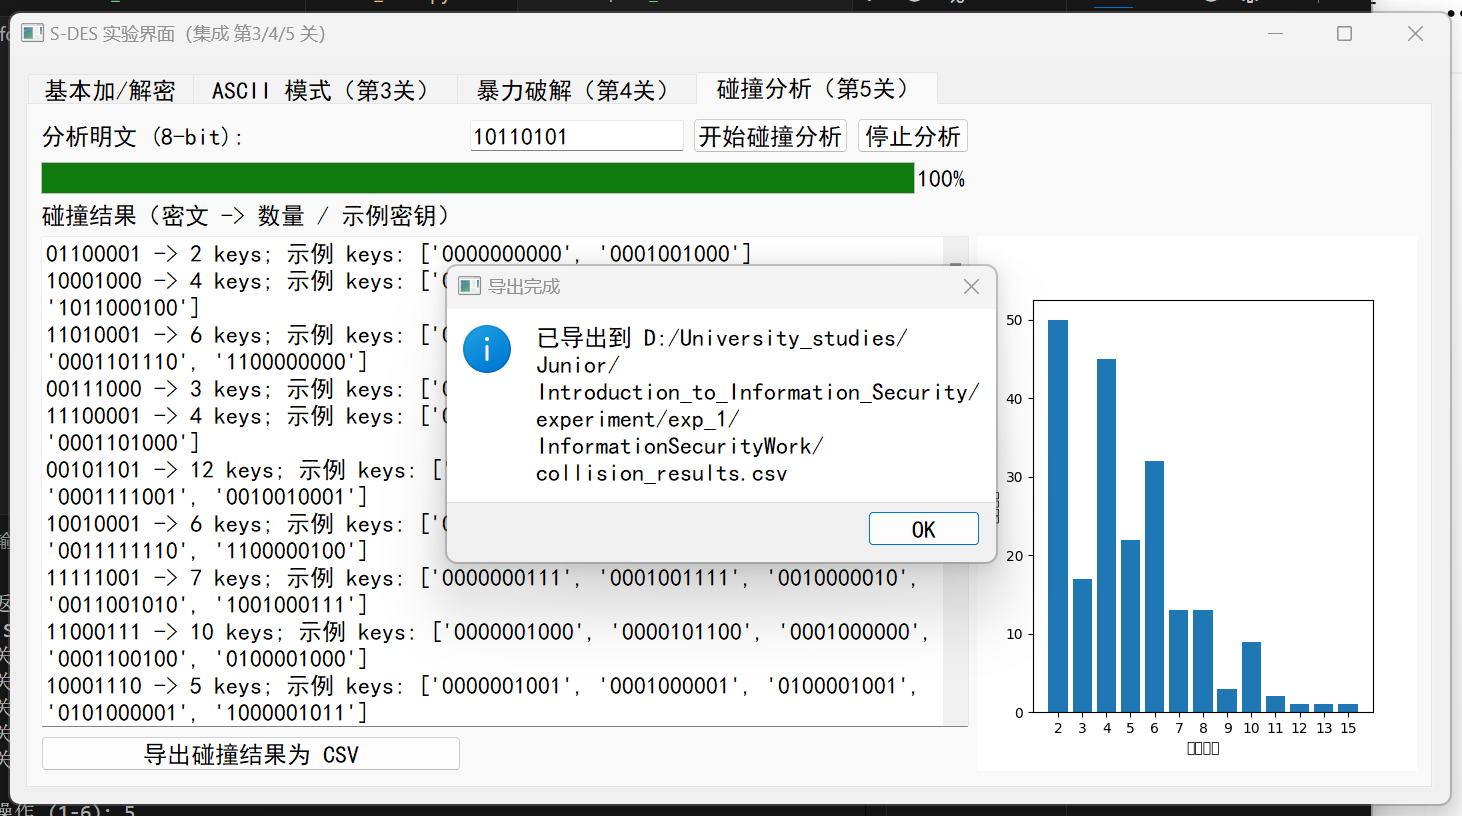 S-DES 实验界面（集成 第3/4/5 关）
基本加/解密
ASCII 模式（第3关）
暴力破解（第4关）
碰撞分析（第5关）
分析明文 (8-bit):
10110101
开始碰撞分析
停止分析
100%
碰撞结果（密文 -> 数量 / 示例密钥）
01100001 -> 2 keys; 示例 keys: ['0000000000', '0001001000']
10001000 -> 4 keys; 示例 keys: ['
'1011000100']
11010001 -> 6 keys; 示例 keys: ['
'0001101110', '1100000000']
00111000 -> 3 keys; 示例 keys: ['
11100001 -> 4 keys; 示例 keys: ['
'0001101000']
00101101 -> 12 keys; 示例 keys: ['
'0001111001', '0010010001']
10010001 -> 6 keys; 示例 keys: ['
'0011111110', '1100000100']
11111001 -> 7 keys; 示例 keys: ['0000000111', '0001001111', '0010000010',
'0011001010', '1001000111']
11000111 -> 10 keys; 示例 keys: ['0000001000', '0000101100', '0001000000',
'0001100100', '0100001000']
10001110 -> 5 keys; 示例 keys: ['0000001001', '0001000001', '0100001001',
'0101000001', '1000001011']
导出碰撞结果为 CSV
导出完成
已导出到 D:/University_studies/
Junior/
Introduction_to_Information_Security/
experiment/exp_1/
InformationSecurityWork/
collision_results.csv
OK
50
40
30
20
10
0
2 3 4 5 6 7 8 9 10 11 12 13 15
操作 (1-6): 5